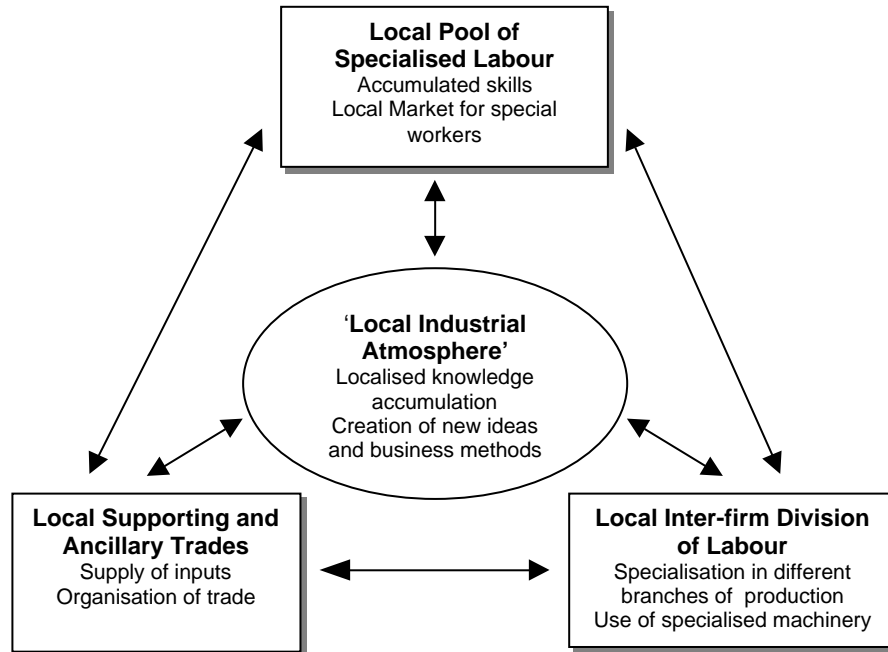 Local Pool of
Specialised Labour
Accumulated skills
Local Market for special
workers
‘Local Industrial
Atmosphere’
Localised knowledge
accumulation
Creation of new ideas
and business methods
Local Supporting and
Ancillary Trades
Supply of inputs
Organisation of trade
Local Inter-firm Division
of Labour
Specialisation in different
branches of production
Use of specialised machinery